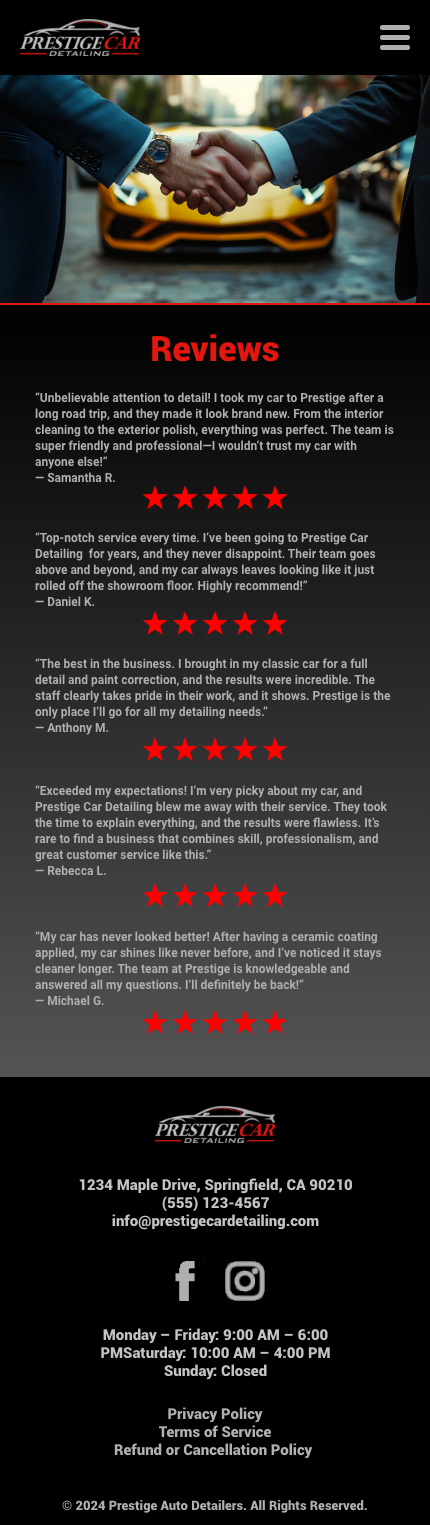 PRESTIGE CAR
DETAILING
Reviews
“Unbelievable attention to detail! I took my car to Prestige after a
long road trip, and they made it look brand new. From the interior
cleaning to the exterior polish, everything was perfect. The team is
super friendly and professional—I wouldn’t trust my car with
anyone else!”
— Samantha R.
“Top-notch service every time. I’ve been going to Prestige Car
Detailing  for years, and they never disappoint. Their team goes
above and beyond, and my car always leaves looking like it just
rolled off the showroom floor. Highly recommend!”
— Daniel K.
“The best in the business. I brought in my classic car for a full
detail and paint correction, and the results were incredible. The
staff clearly takes pride in their work, and it shows. Prestige is the
only place I’ll go for all my detailing needs.”
— Anthony M.
“Exceeded my expectations! I’m very picky about my car, and
Prestige Car Detailing blew me away with their service. They took
the time to explain everything, and the results were flawless. It’s
rare to find a business that combines skill, professionalism, and
great customer service like this.”
— Rebecca L.
“My car has never looked better! After having a ceramic coating
applied, my car shines like never before, and I’ve noticed it stays
cleaner longer. The team at Prestige is knowledgeable and
answered all my questions. I’ll definitely be back!”
— Michael G.
PRESTIGE CAR
DETAILING
1234 Maple Drive, Springfield, CA 90210
(555) 123-4567
info@prestigecardetailing.com
Monday – Friday: 9:00 AM – 6:00
PMSaturday: 10:00 AM – 4:00 PM
Sunday: Closed
Privacy Policy
Terms of Service
Refund or Cancellation Policy
© 2024 Prestige Auto Detailers. All Rights Reserved.